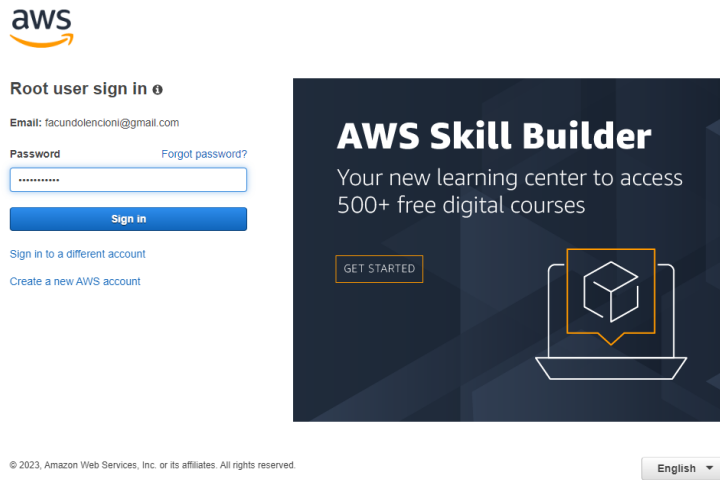 aws
Root user sign in
Email: facundolencioni@gmail.com
Password Forgot password?
•••••••••••
Sign in
Sign in to a different account
Create a new AWS account
AWS Skill Builder
Your new learning center to access
500+ free digital courses
GET STARTED
© 2023, Amazon Web Services, Inc. or its affiliates. All rights reserved.
English